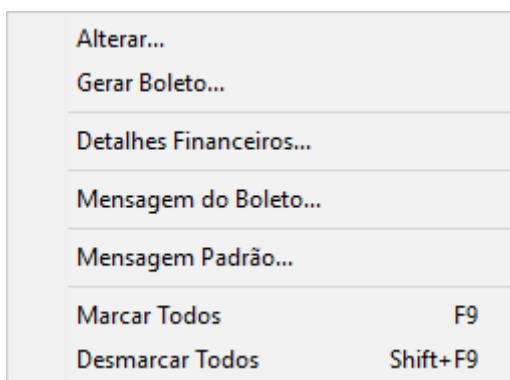 Alterar...
Gerar Boleto...
Detalhes Financeiros...
Mensagem do Boleto...
Mensagem Padrão...
Marcar Todos F9
Desmarcar Todos Shift+F9